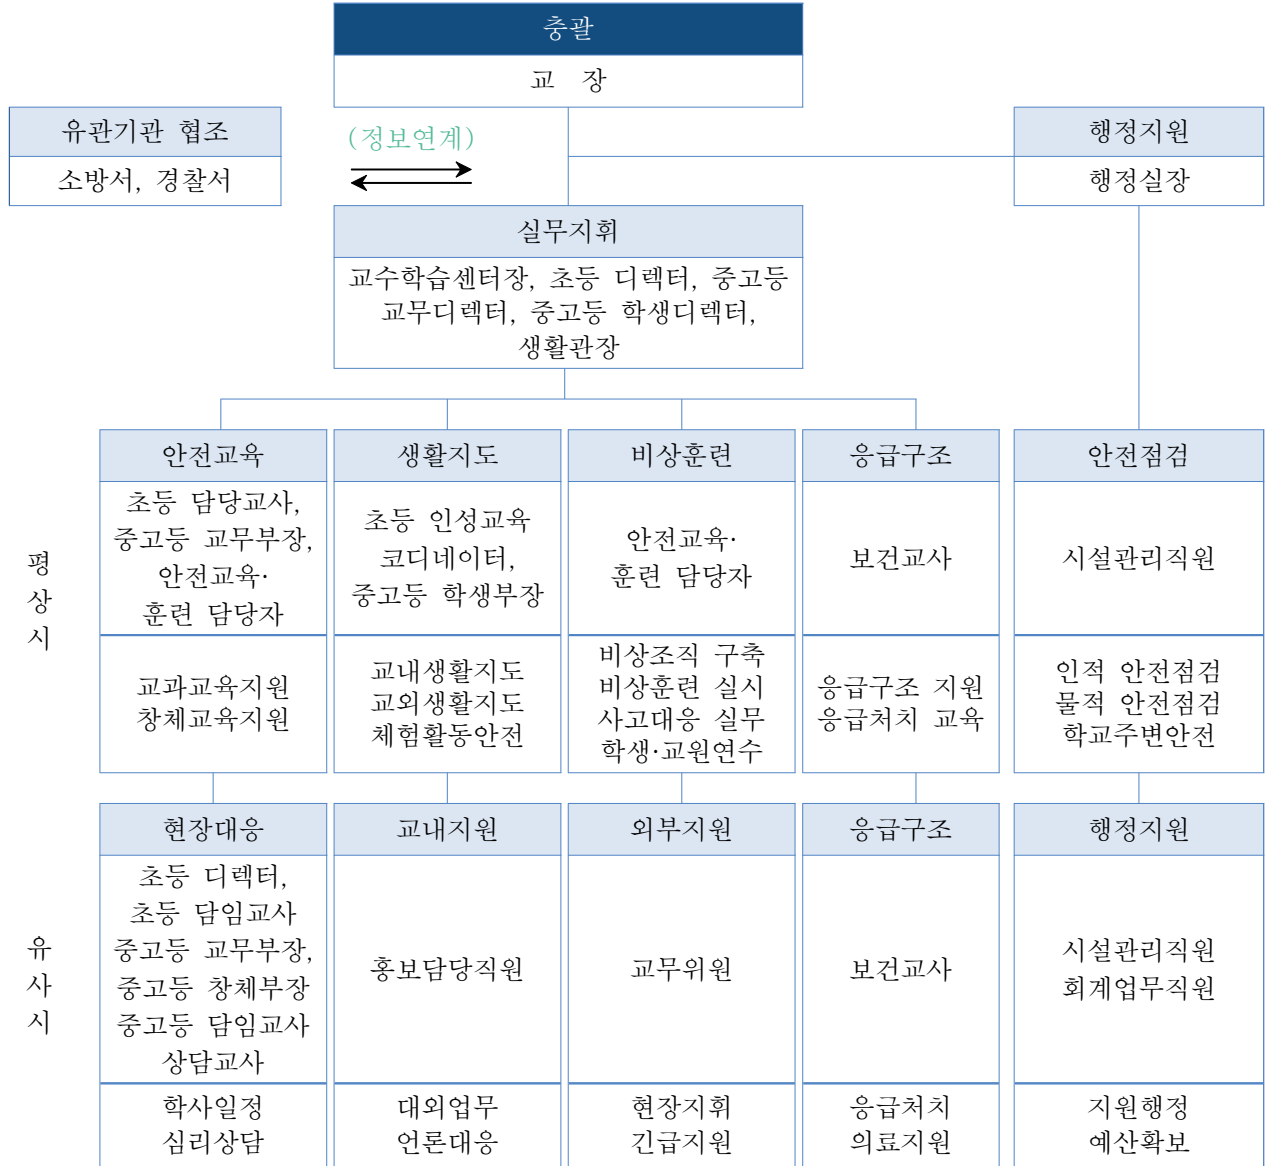 총괄
교 장
유관기관 협조
소방서, 경찰서
(정보연계)
행정지원
행정실장
실무지휘
교수학습센터장, 초등 디렉터, 중고등
교무디렉터, 중고등 학생디렉터,
생활관장
평상시
안전교육
초등 담당교사,
중고등 교무부장,
안전교육·
훈련 담당자
교과교육지원
창체교육지원
생활지도
초등 인성교육
코디네이터,
중고등 학생부장
교내생활지도
교외생활지도
체험활동안전
비상훈련
안전교육·
훈련 담당자
비상조직 구축
비상훈련 실시
사고대응 실무
학생·교원연수
응급구조
보건교사
응급구조 지원
응급처치 교육
안전점검
시설관리직원
인적 안전점검
물적 안전점검
학교주변안전
유사시
현장대응
초등 디렉터,
초등 담임교사
중고등 교무부장,
중고등 창체부장
중고등 담임교사
상담교사
학사일정
심리상담
교내지원
홍보담당직원
대외업무
언론대응
외부지원
교무위원
현장지휘
긴급지원
응급구조
보건교사
응급처치
의료지원
행정지원
시설관리직원
회계업무직원
지원행정
예산확보